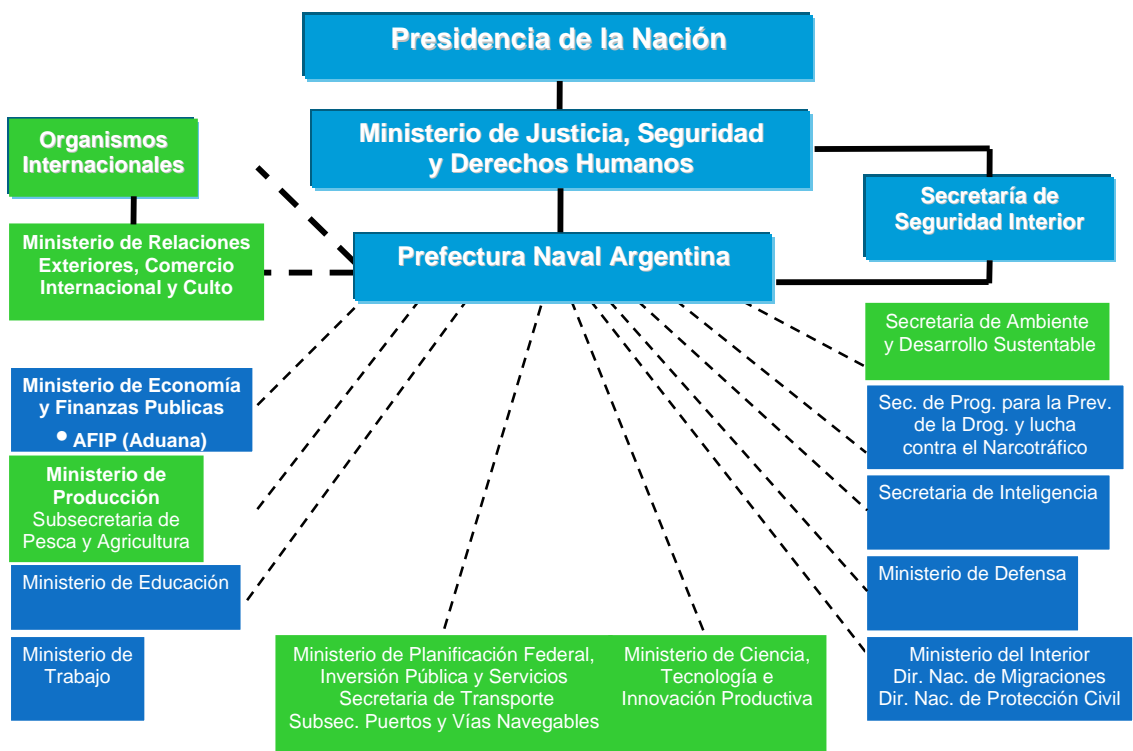 Presidencia de la Nación
Ministerio de Justicia, Seguridad
y Derechos Humanos
Organismos
Internacionales
Secretaría de
Seguridad Interior
Ministerio de Relaciones
Exteriores, Comercio
Internacional y Culto
Prefectura Naval Argentina
Secretaria de Ambiente
y Desarrollo Sustentable
Ministerio de Economía
y Finanzas Publicas
• AFIP (Aduana)
Sec. de Prog. para la Prev.
de la Drog. y lucha
contra el Narcotráfico
Ministerio de
Producción
Subsecretaria de
Pesca y Agricultura
Secretaria de Inteligencia
Ministerio de Educación
Ministerio de Defensa
Ministerio de
Trabajo
Ministerio de Planificación Federal,
Inversión Pública y Servicios
Secretaria de Transporte
Subsec. Puertos y Vías Navegables
Ministerio de Ciencia,
Tecnología e
Innovación Productiva
Ministerio del Interior
Dir. Nac. de Migraciones
Dir. Nac. de Protección Civil